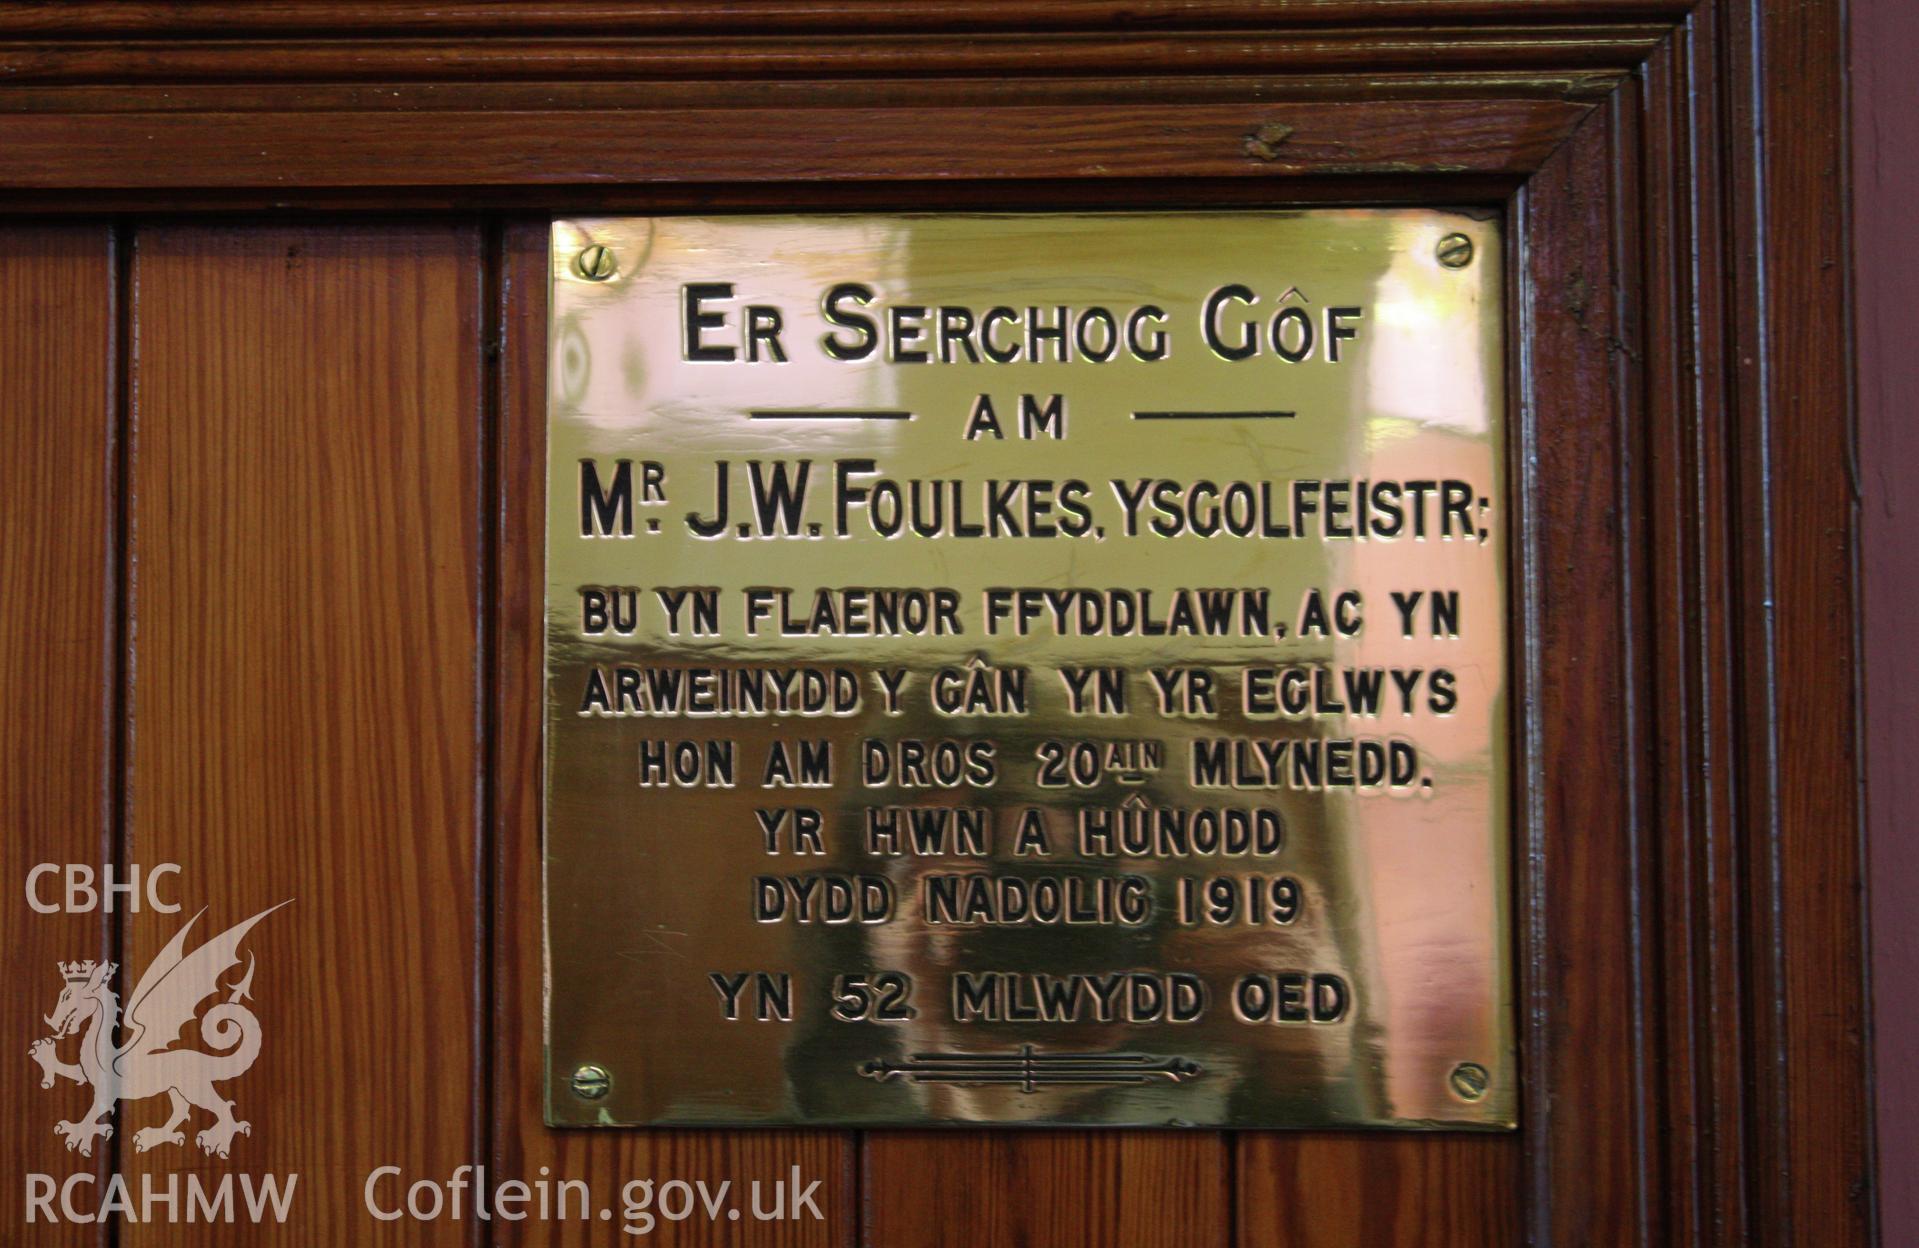 Er Serchog Gôf
AM
Mr. J.W. Foulkes, Ysgolfeistr;
BU YN FLAENOR FFYDDLAWN, AC YN
ARWEINYDD Y GÂN YN YR EGLWYS
HON AM DROS 20AIN MLYNEDD.
YR HWN A HÛNODD
DYDD NADOLIG 1919
YN 52 MLWYDD OED
CBHC
RCAHMW Coflein.gov.uk